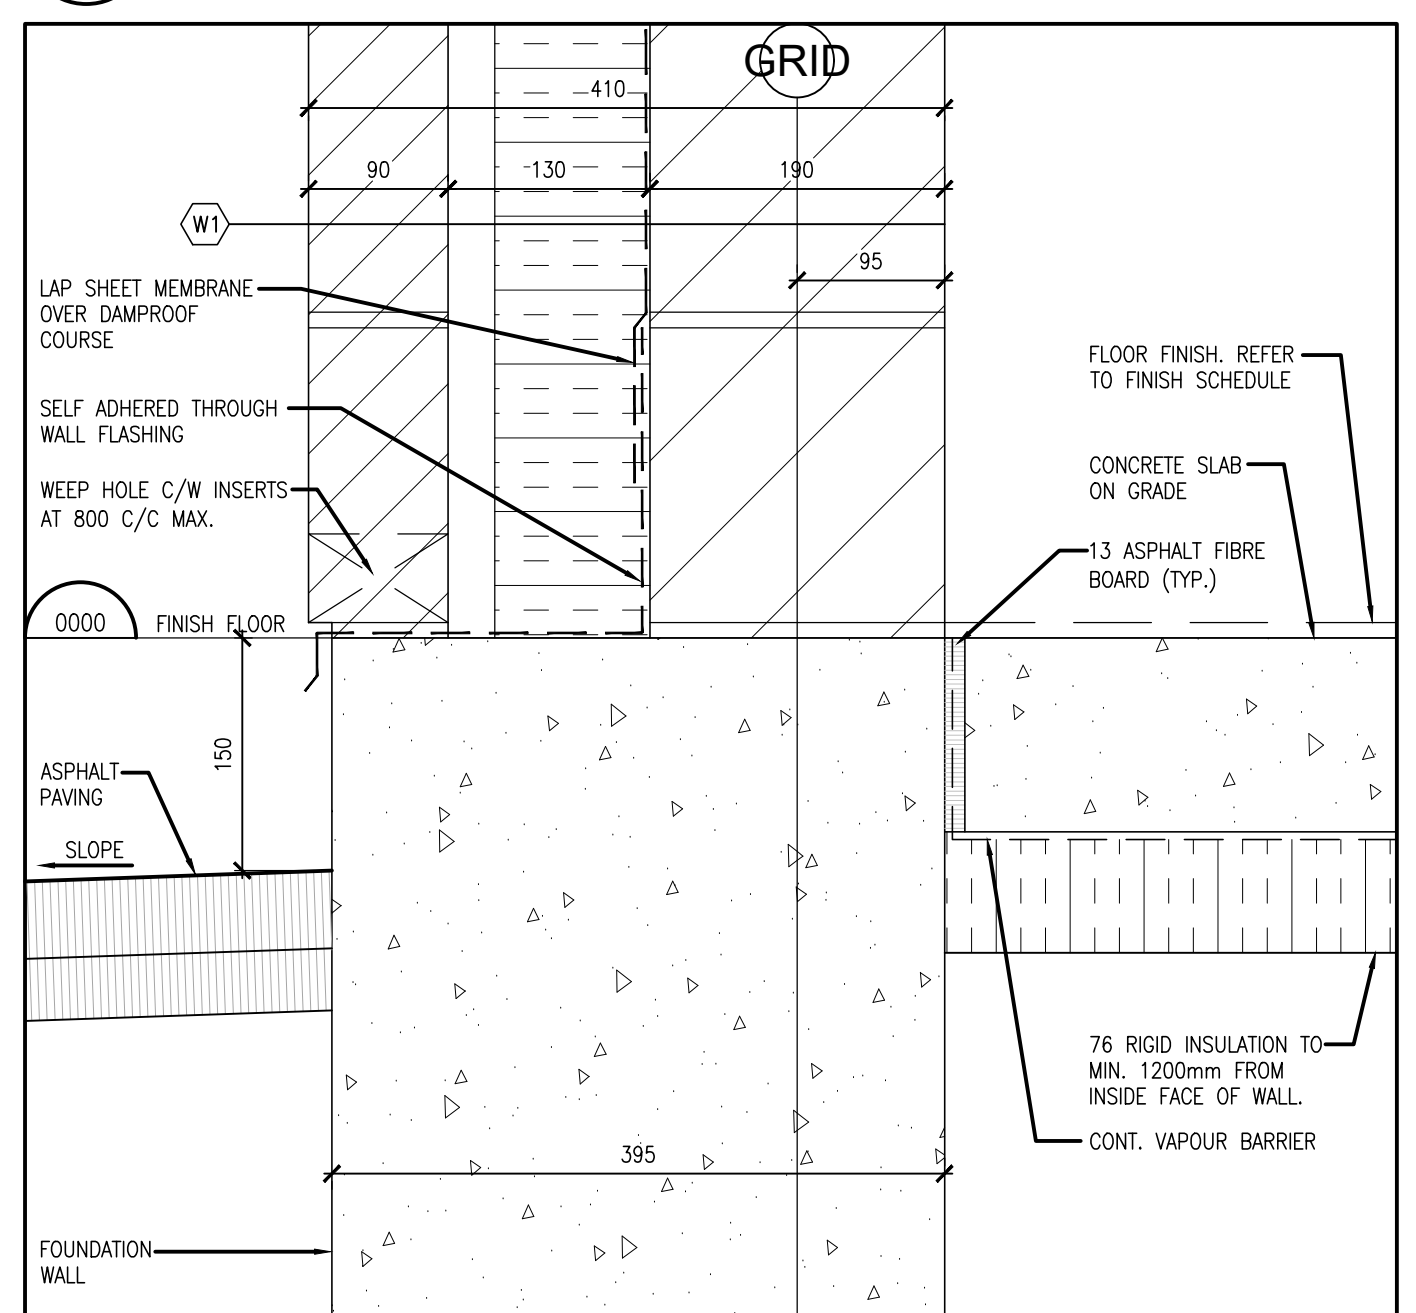 GRID
410
90
130
190
W1
95
LAP SHEET MEMBRANE
OVER DAMPROOF
COURSE
FLOOR FINISH. REFER
TO FINISH SCHEDULE
SELF ADHERED THROUGH
WALL FLASHING
CONCRETE SLAB
ON GRADE
WEEP HOLE C/W INSERTS
AT 800 C/C MAX.
13 ASPHALT FIBRE
BOARD (TYP.)
0000 FINISH FLOOR
150
ASPHALT
PAVING
SLOPE
76 RIGID INSULATION TO
MIN. 1200mm FROM
INSIDE FACE OF WALL.
CONT. VAPOUR BARRIER
395
FOUNDATION
WALL